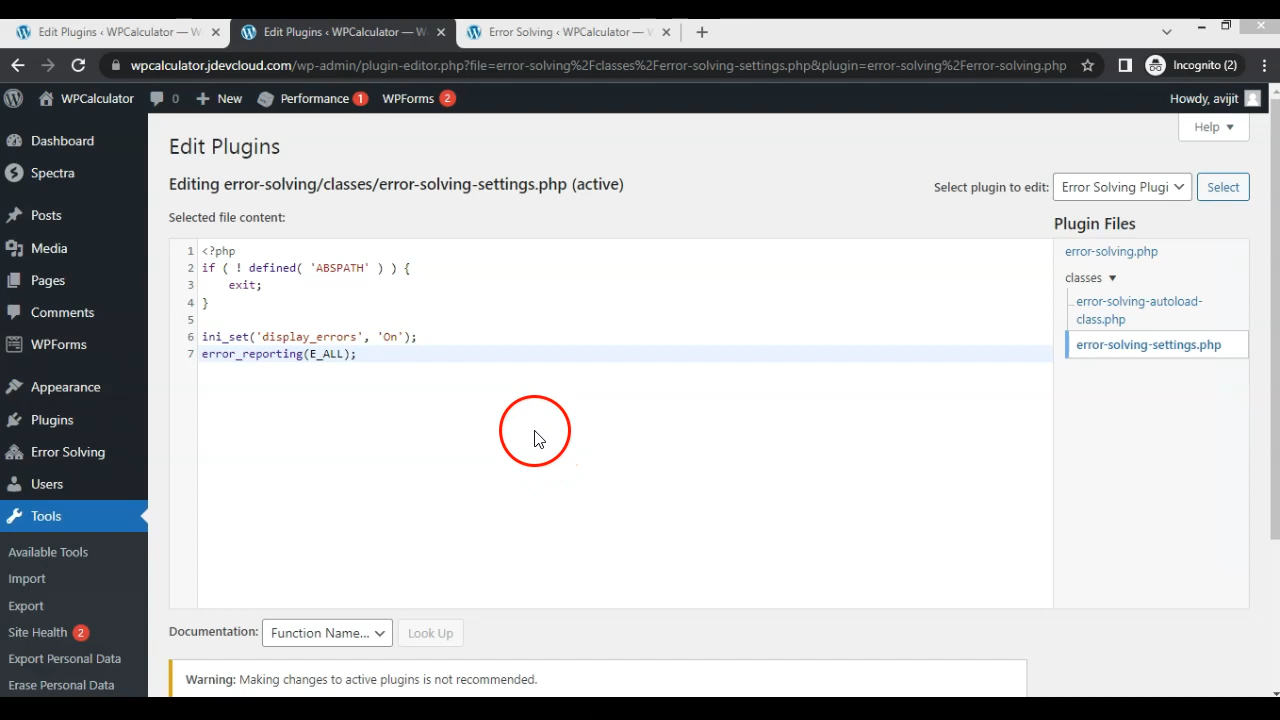 Edit Plugins ‹ WPCalculator — W
Edit Plugins ‹ WPCalculator — W
Error Solving ‹ WPCalculator — W
wpcalculator.jdevcloud.com/wp-admin/plugin-editor.php?file=error-solving%2Fclasses%2Ferror-solving-settings.php&plugin=error-solving%2Ferror-solving.php
Incognito (2)
WPCalculator
0
New
Performance 1
WPForms 2
Howdy, avijit
Help
Dashboard
Spectra
Posts
Media
Pages
Comments
WPForms
Appearance
Plugins
Error Solving
Users
Tools
Available Tools
Import
Export
Site Health 2
Export Personal Data
Erase Personal Data
Edit Plugins
Editing error-solving/classes/error-solving-settings.php (active)
Select plugin to edit: Error Solving Plugi Select
Selected file content:
1 <?php
2 if ( ! defined( 'ABSPATH' ) ) {
3 exit;
4 }
5
6 ini_set('display_errors', 'On');
7 error_reporting(E_ALL);
Plugin Files
error-solving.php
classes
error-solving-autoload-
class.php
error-solving-settings.php
Documentation: Function Name... Look Up
Warning: Making changes to active plugins is not recommended.